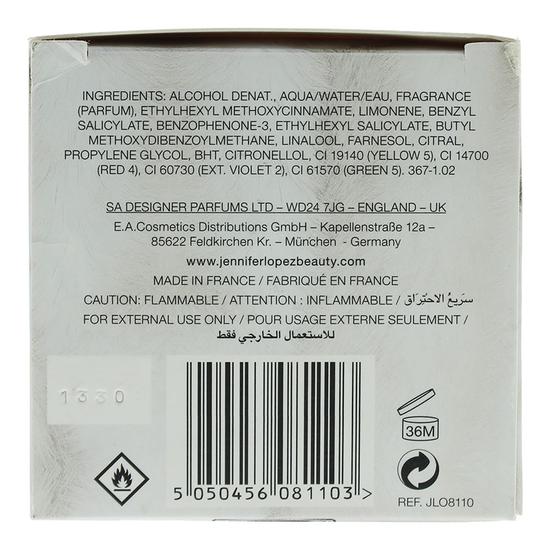 INGREDIENTS: ALCOHOL DENAT., AQUA/WATER/EAU, FRAGRANCE
(PARFUM), ETHYLHEXYL METHOXYCINNAMATE, LIMONENE, BENZYL
SALICYLATE, BENZOPHENONE-3, ETHYLHEXYL SALICYLATE, BUTYL
METHOXYDIBENZOYLMETHANE, LINALOOL, FARNESOL, CITRAL,
PROPYLENE GLYCOL, BHT, CITRONELLOL, CI 19140 (YELLOW 5), CI 14700
(RED 4), CI 60730 (EXT. VIOLET 2), CI 61570 (GREEN 5). 367-1.02
SA DESIGNER PARFUMS LTD – WD24 7JG – ENGLAND – UK
E.A.Cosmetics Distributions GmbH – Kapellenstraße 12a –
85622 Feldkirchen Kr. – München - Germany
www.jenniferlopezbeauty.com
MADE IN FRANCE / FABRIQUÉ EN FRANCE
CAUTION: FLAMMABLE / ATTENTION : INFLAMMABLE / سَريعُ الاحْتِرَاق
FOR EXTERNAL USE ONLY / POUR USAGE EXTERNE SEULEMENT /
للاستعمال الخارجي فقط
1330
36M
5 050456 081103 >
REF. JLO8110